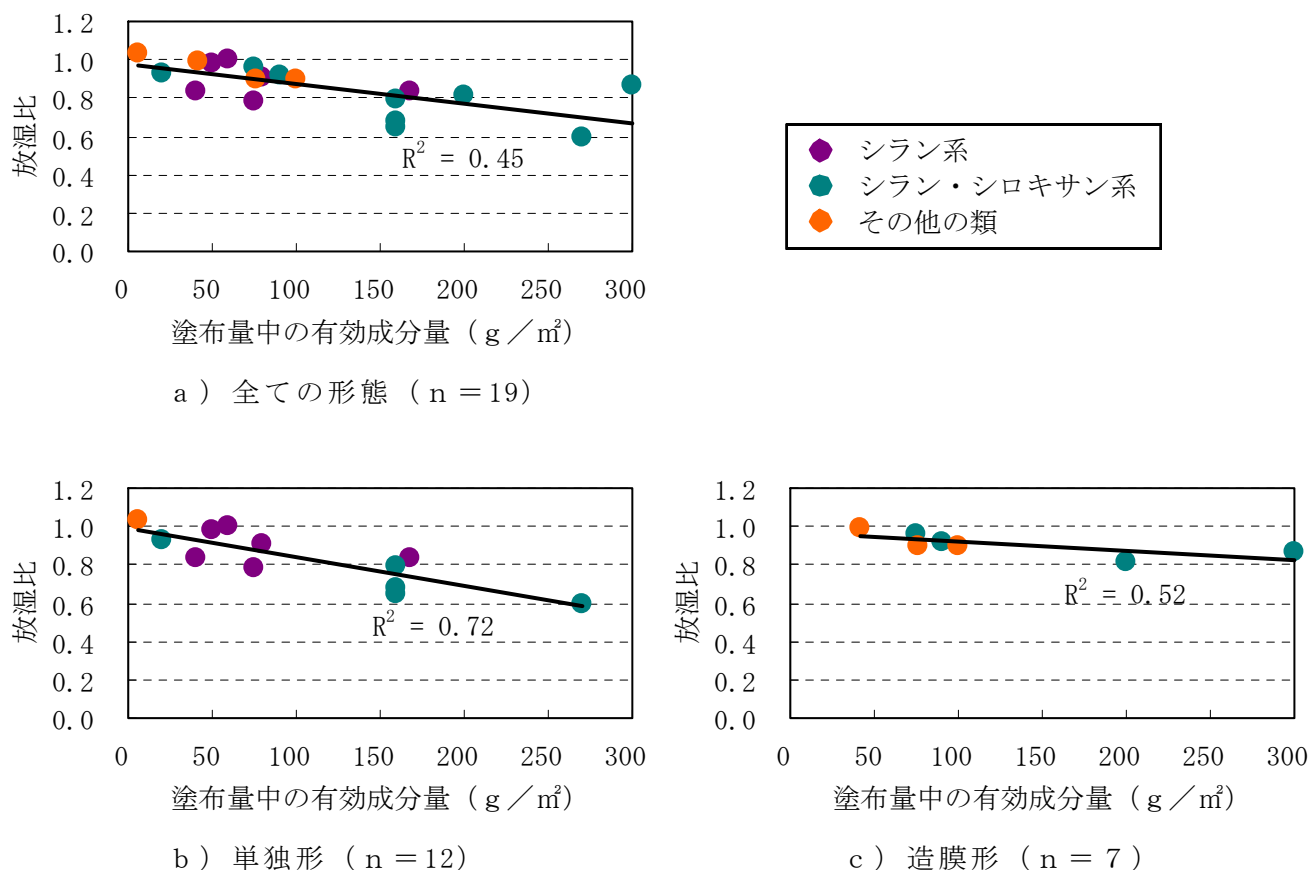 1.2
1.0
0.8
0.6
0.4
0.2
0.0
放湿比
R² = 0.45
0 50 100 150 200 250 300
塗布量中の有効成分量（ｇ／㎡）
a）全ての形態（ｎ＝19）
シラン系
シラン・シロキサン系
その他の類
1.2
1.0
0.8
0.6
0.4
0.2
0.0
放湿比
R² = 0.72
0 50 100 150 200 250 300
塗布量中の有効成分量（ｇ／㎡）
b）単独形（ｎ＝12）
1.2
1.0
0.8
0.6
0.4
0.2
0.0
放湿比
R² = 0.52
0 50 100 150 200 250 300
塗布量中の有効成分量（ｇ／㎡）
c）造膜形（ｎ＝７）